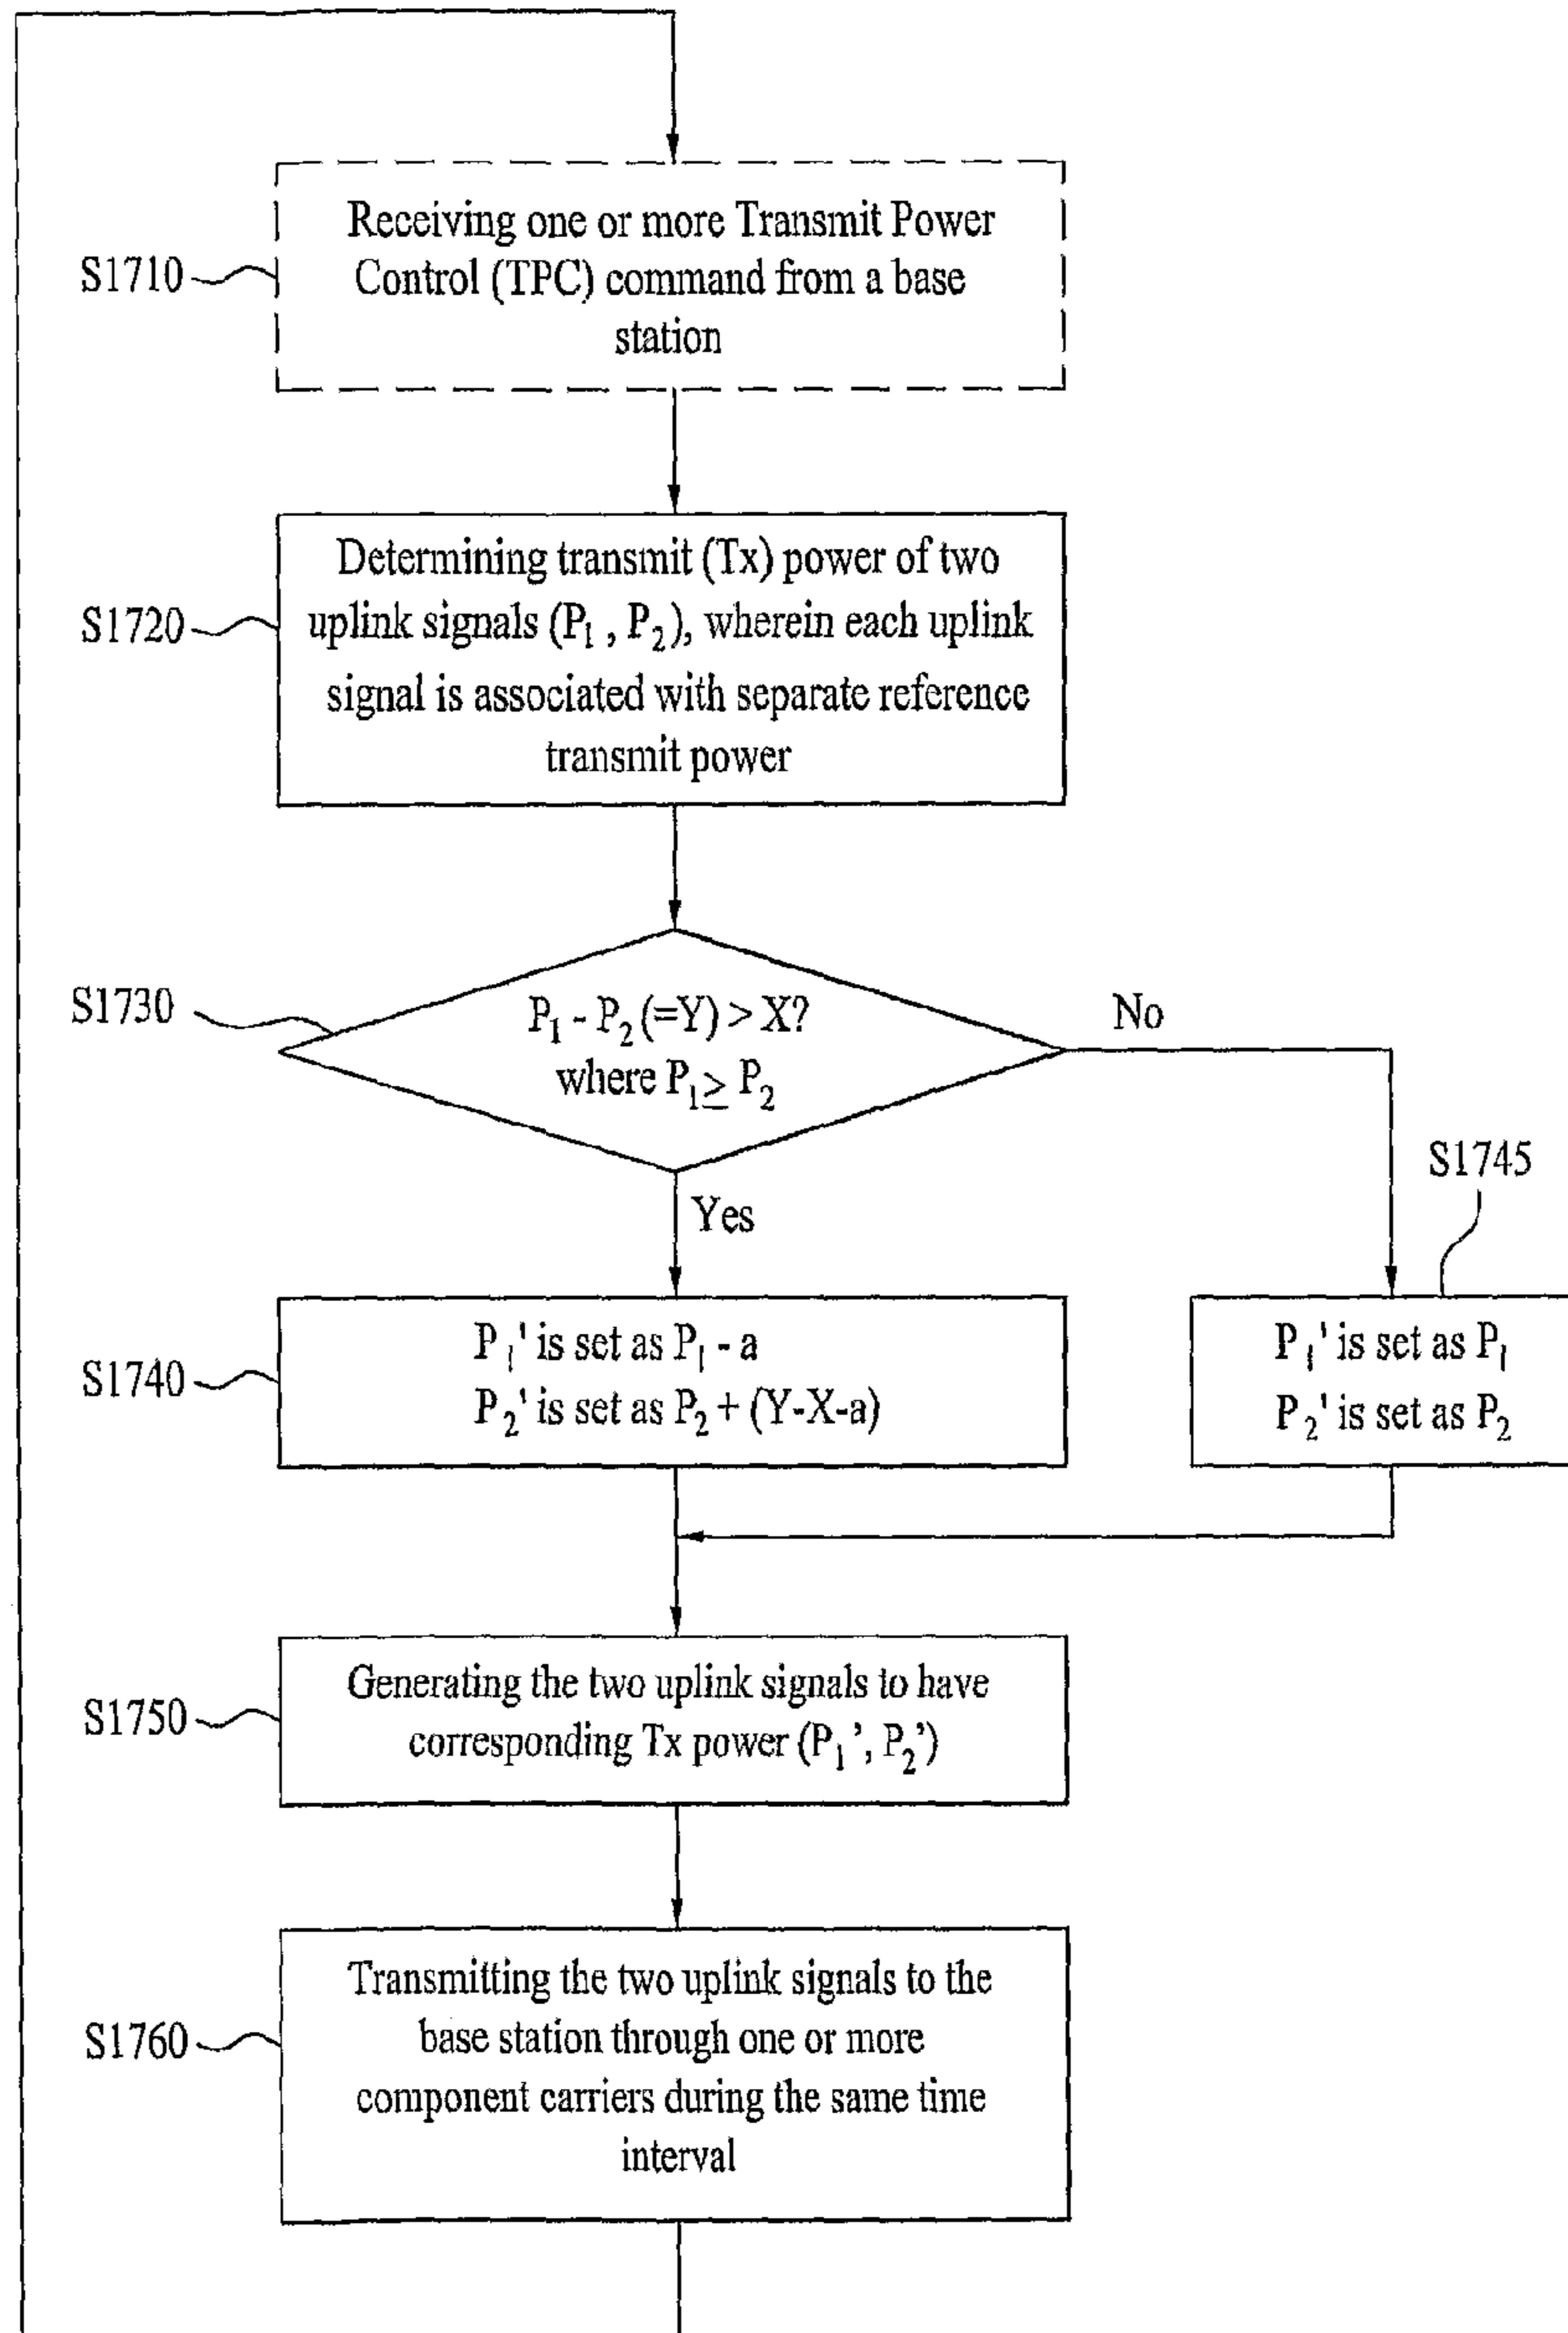 S1710
Receiving one or more Transmit Power
Control (TPC) command from a base
station
S1720
Determining transmit (Tx) power of two
uplink signals (P₁ , P₂), wherein each uplink
signal is associated with separate reference
transmit power
S1730
P₁ - P₂ (=Y) > X?
where P₁ ≥ P₂
No
Yes
S1745
S1740
P₁' is set as P₁ - a
P₂' is set as P₂ + (Y-X-a)
P₁' is set as P₁
P₂' is set as P₂
S1750
Generating the two uplink signals to have
corresponding Tx power (P₁’, P₂’)
S1760
Transmitting the two uplink signals to the
base station through one or more
component carriers during the same time
interval